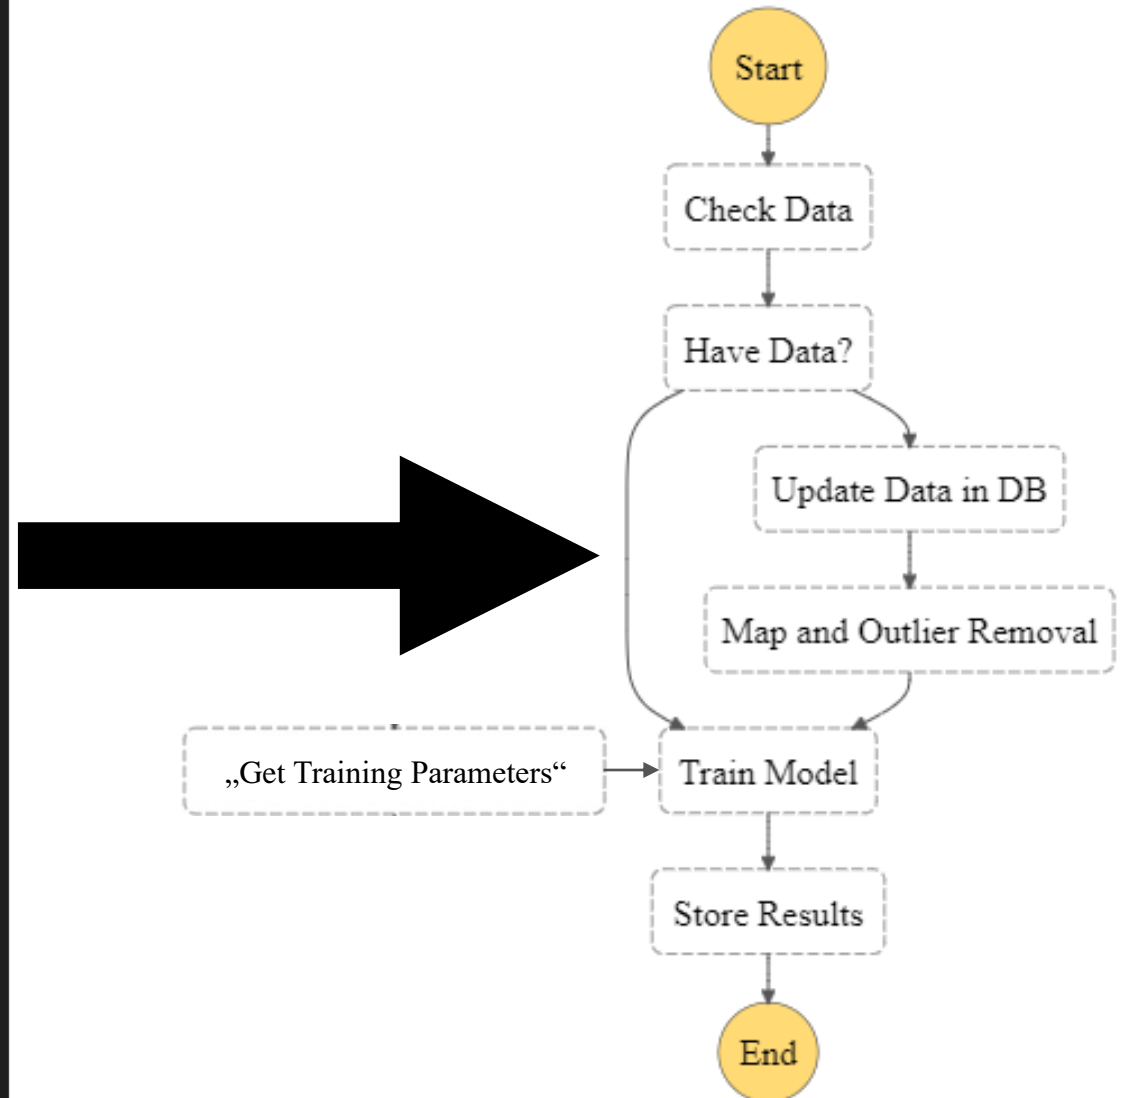 Start
Check Data
Have Data?
Update Data in DB
Map and Outlier Removal
„Get Training Parameters“
Train Model
Store Results
End